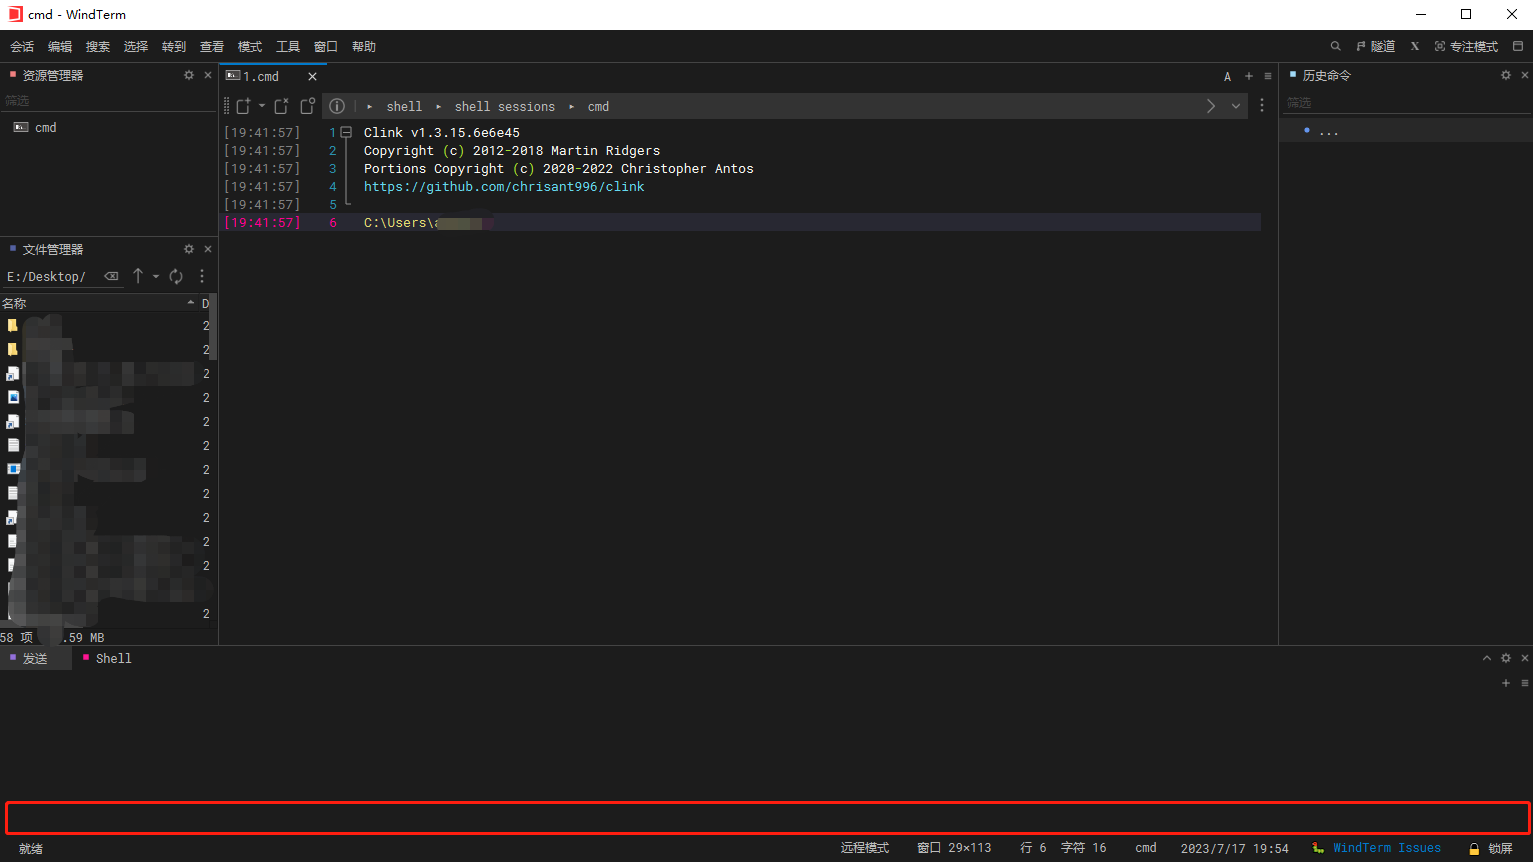 cmd - WindTerm
会话 编辑 搜索 选择 转到 查看 模式 工具 窗口 帮助
隧道 X 专注模式
资源管理器
筛选
cmd
1.cmd
A
shell shell sessions cmd
[19:41:57] 1 Clink v1.3.15.6e6e45
[19:41:57] 2 Copyright (c) 2012-2018 Martin Ridgers
[19:41:57] 3 Portions Copyright (c) 2020-2022 Christopher Antos
[19:41:57] 4 https://github.com/chrisant996/clink
[19:41:57] 5
[19:41:57] 6 C:\Users\
历史命令
筛选
...
文件管理器
E:/Desktop/
名称 D
2
2
2
2
2
2
2
2
2
2
2
2
58 项 .59 MB
发送 Shell
就绪 远程模式 窗口 29×113 行 6 字符 16 cmd 2023/7/17 19:54 WindTerm Issues 锁屏